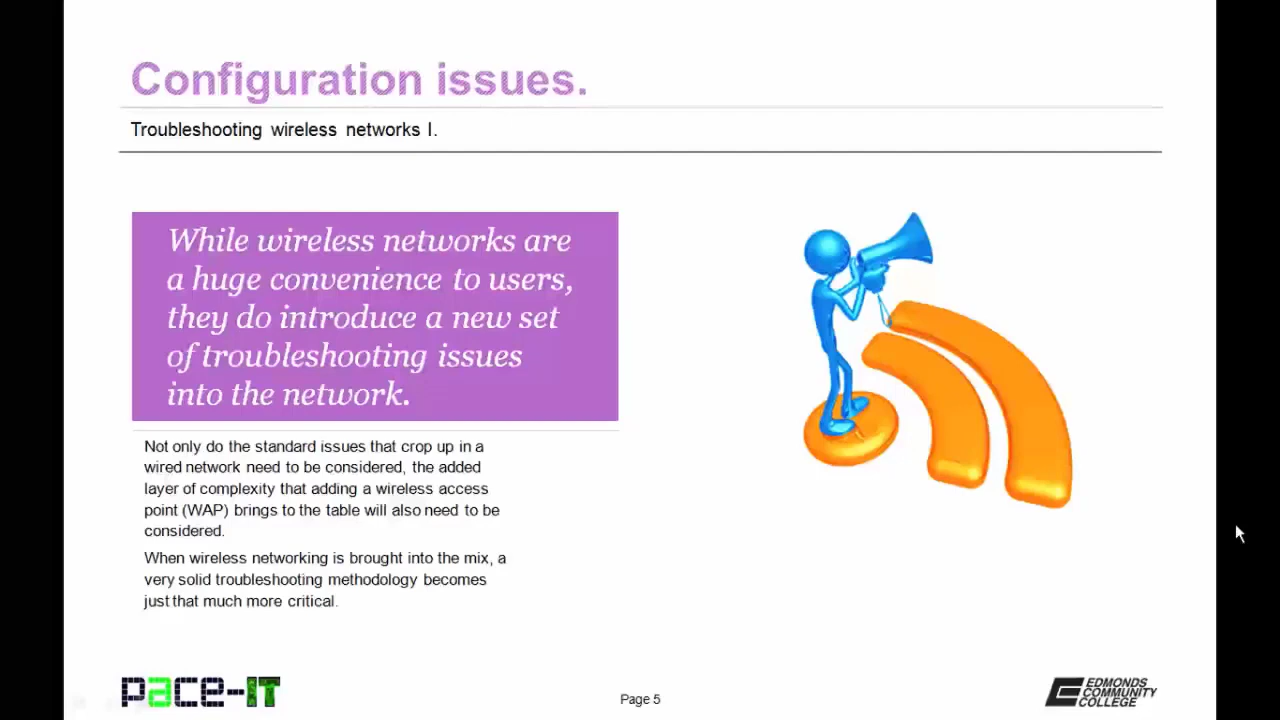 Configuration issues.
Troubleshooting wireless networks I.
While wireless networks are
a huge convenience to users,
they do introduce a new set
of troubleshooting issues
into the network.
Not only do the standard issues that crop up in a
wired network need to be considered, the added
layer of complexity that adding a wireless access
point (WAP) brings to the table will also need to be
considered.
When wireless networking is brought into the mix, a
very solid troubleshooting methodology becomes
just that much more critical.
pace-IT
Page 5
EDMONDS
COMMUNITY
COLLEGE